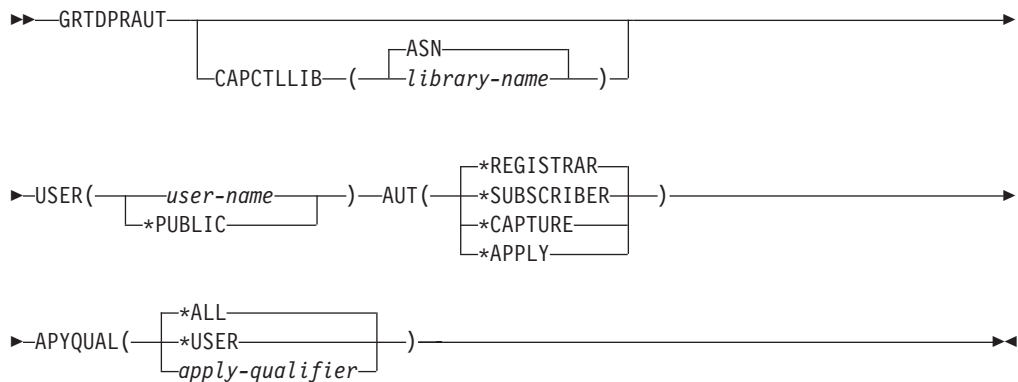 GRTDPRAUT
ASN
CAPCTLLIB ( library-name )
*REGISTRAR
USER( user-name ) AUT( *SUBSCRIBER )
*PUBLIC *CAPTURE
*APPLY
*ALL
APYQUAL( *USER )
apply-qualifier